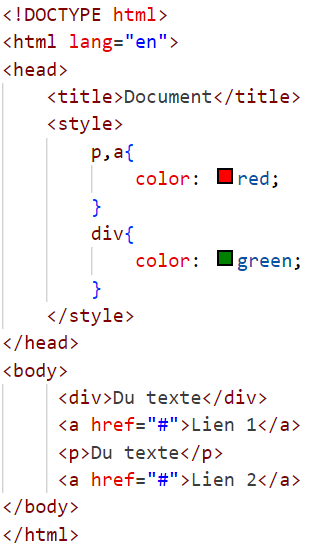 <!DOCTYPE html>
<html lang="en">
<head>
    <title>Document</title>
    <style>
        p,a{
            color: red;
        }
        div{
            color: green;
        }
    </style>
</head>
<body>
     <div>Du texte</div>
     <a href="#">Lien 1</a>
     <p>Du texte</p>
     <a href="#">Lien 2</a>
</body>
</html>